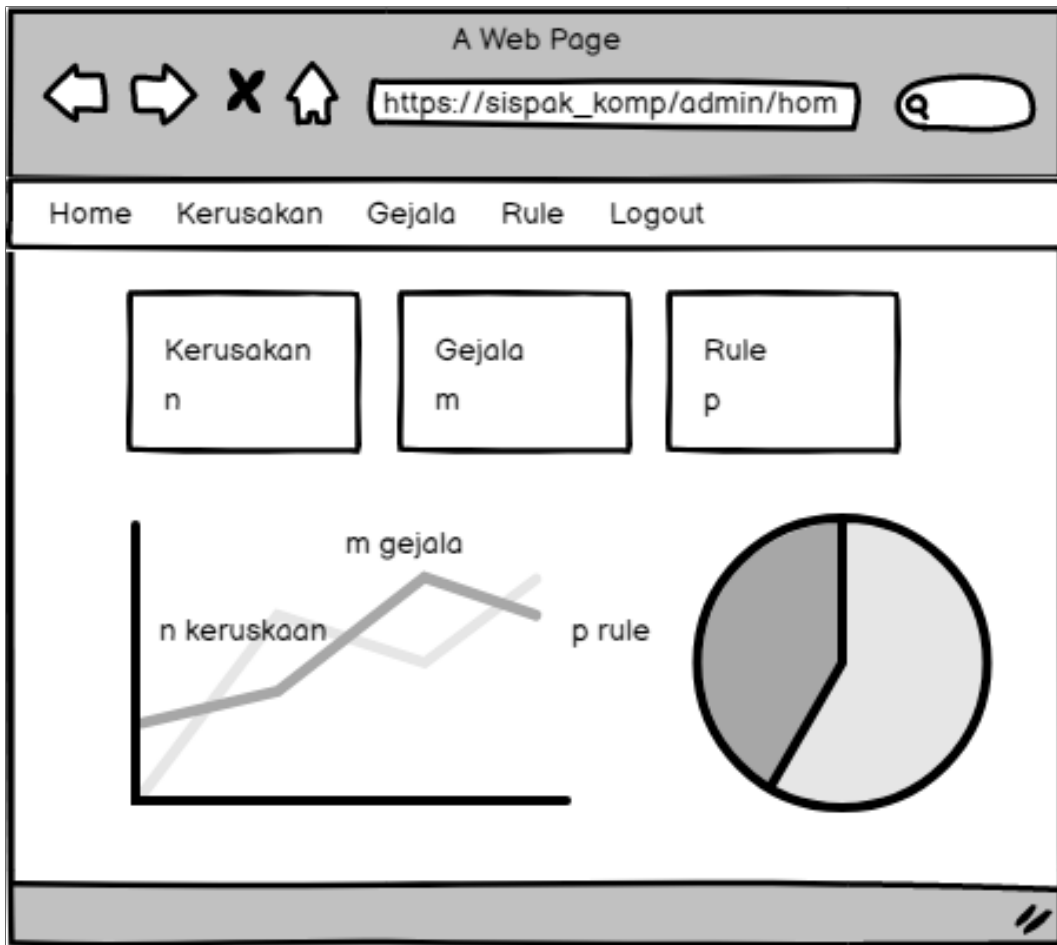 A Web Page
https://sispak_komp/admin/hom
Home Kerusakan Gejala Rule Logout
Kerusakan
n
Gejala
m
Rule
p
m gejala
n keruskaan
p rule